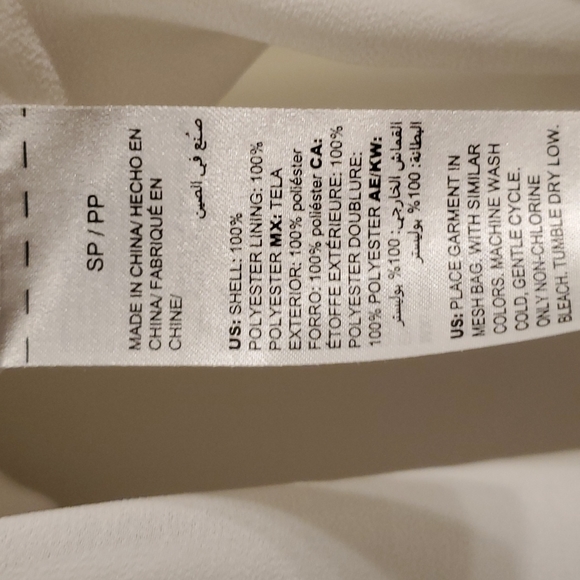 SP / PP
MADE IN CHINA/ HECHO EN
CHINA/ FABRIQUÉ EN
CHINE/
صنع في الصين
US: SHELL: 100%
POLYESTER LINING: 100%
POLYESTER MX: TELA
EXTERIOR: 100% poliéster
FORRO: 100% poliéster CA:
ÉTOFFE EXTÉRIEURE: 100%
POLYESTER DOUBLURE:
100% POLYESTER AE/KW:
القماش الخارجي: 100% بوليستر
البطانة: 100% بوليستر
US: PLACE GARMENT IN
MESH BAG. WITH SIMILAR
COLORS. MACHINE WASH
COLD, GENTLE CYCLE.
ONLY NON-CHLORINE
BLEACH. TUMBLE DRY LOW.